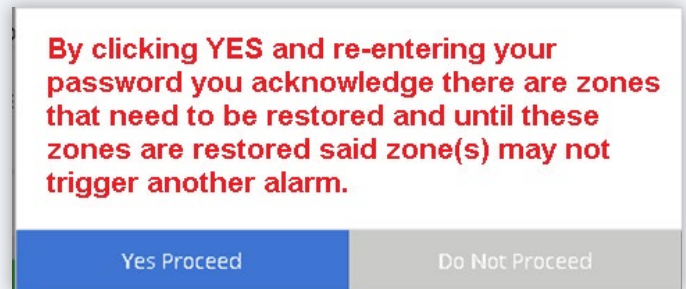 By clicking YES and re-entering your
password you acknowledge there are zones
that need to be restored and until these
zones are restored said zone(s) may not
trigger another alarm.
Yes Proceed
Do Not Proceed